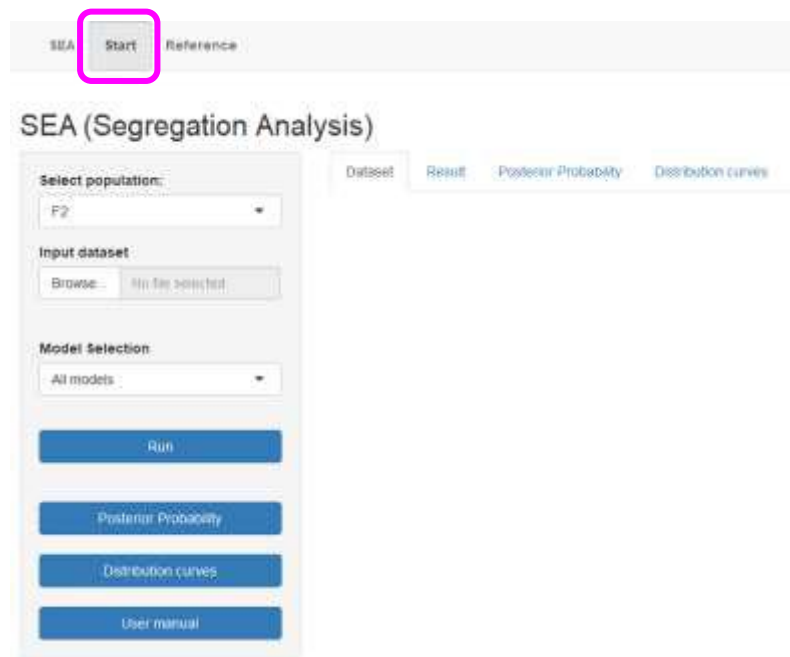 SEA Start Reference
SEA (Segregation Analysis)
Dataset Result Posterior Probability Distribution curves
Select population:
F2
Input dataset
Browse... No file selected
Model Selection
All models
Run
Posterior Probability
Distribution curves
User manual